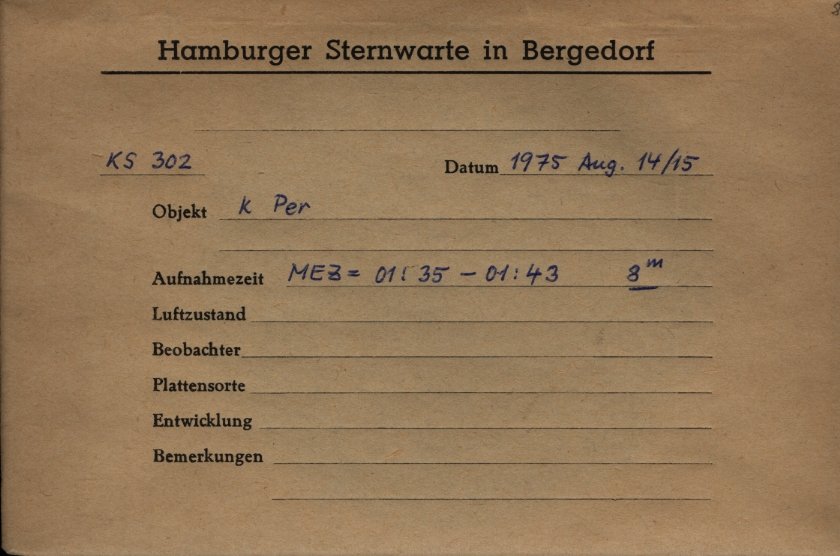 Hamburger Sternwarte in Bergedorf
KS 302 Datum 1975 Aug. 14/15
Objekt K Per
Aufnahmezeit MEZ = 01:35 - 01:43 8ᵐ
Luftzustand
Beobachter
Plattensorte
Entwicklung
Bemerkungen